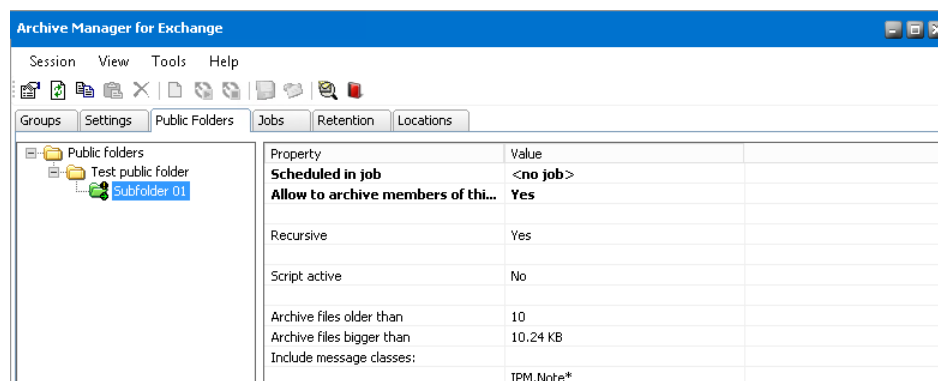 Archive Manager for Exchange
Session View Tools Help
Groups Settings Public Folders Jobs Retention Locations
Public folders
Test public folder
Subfolder 01
Property Value
Scheduled in job <no job>
Allow to archive members of thi... Yes
Recursive Yes
Script active No
Archive files older than 10
Archive files bigger than 10.24 KB
Include message classes:
IPM.Note*